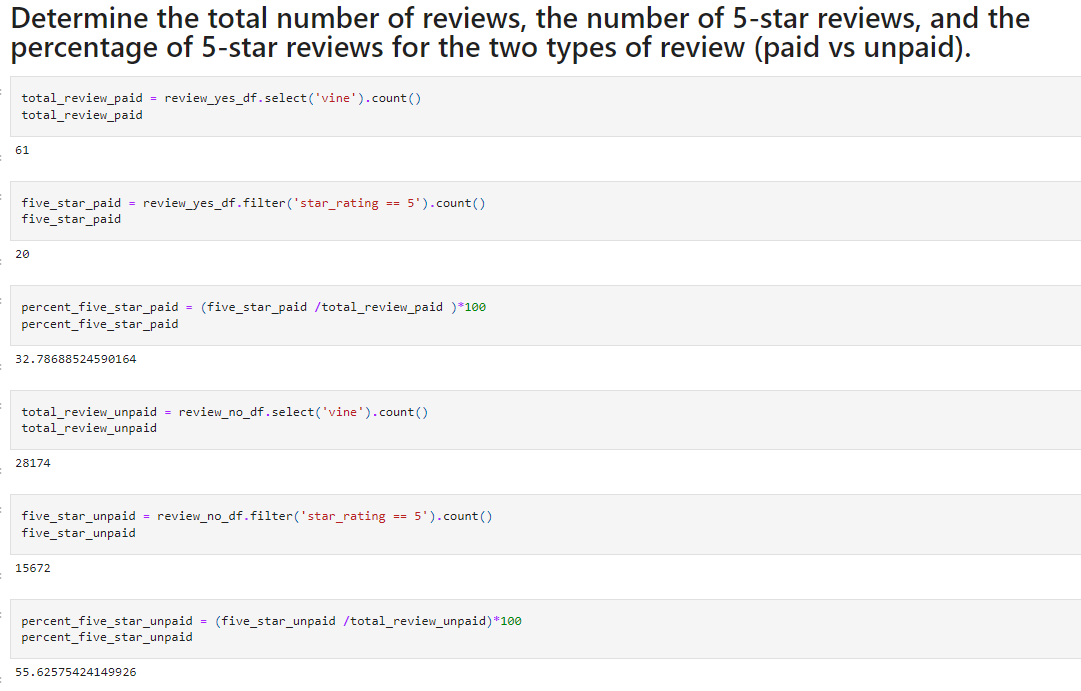 Determine the total number of reviews, the number of 5-star reviews, and the
percentage of 5-star reviews for the two types of review (paid vs unpaid).
total_review_paid = review_yes_df.select('vine').count()
total_review_paid
61
five_star_paid = review_yes_df.filter('star_rating == 5').count()
five_star_paid
20
percent_five_star_paid = (five_star_paid /total_review_paid )*100
percent_five_star_paid
32.78688524590164
total_review_unpaid = review_no_df.select('vine').count()
total_review_unpaid
28174
five_star_unpaid = review_no_df.filter('star_rating == 5').count()
five_star_unpaid
15672
percent_five_star_unpaid = (five_star_unpaid /total_review_unpaid)*100
percent_five_star_unpaid
55.62575424149926